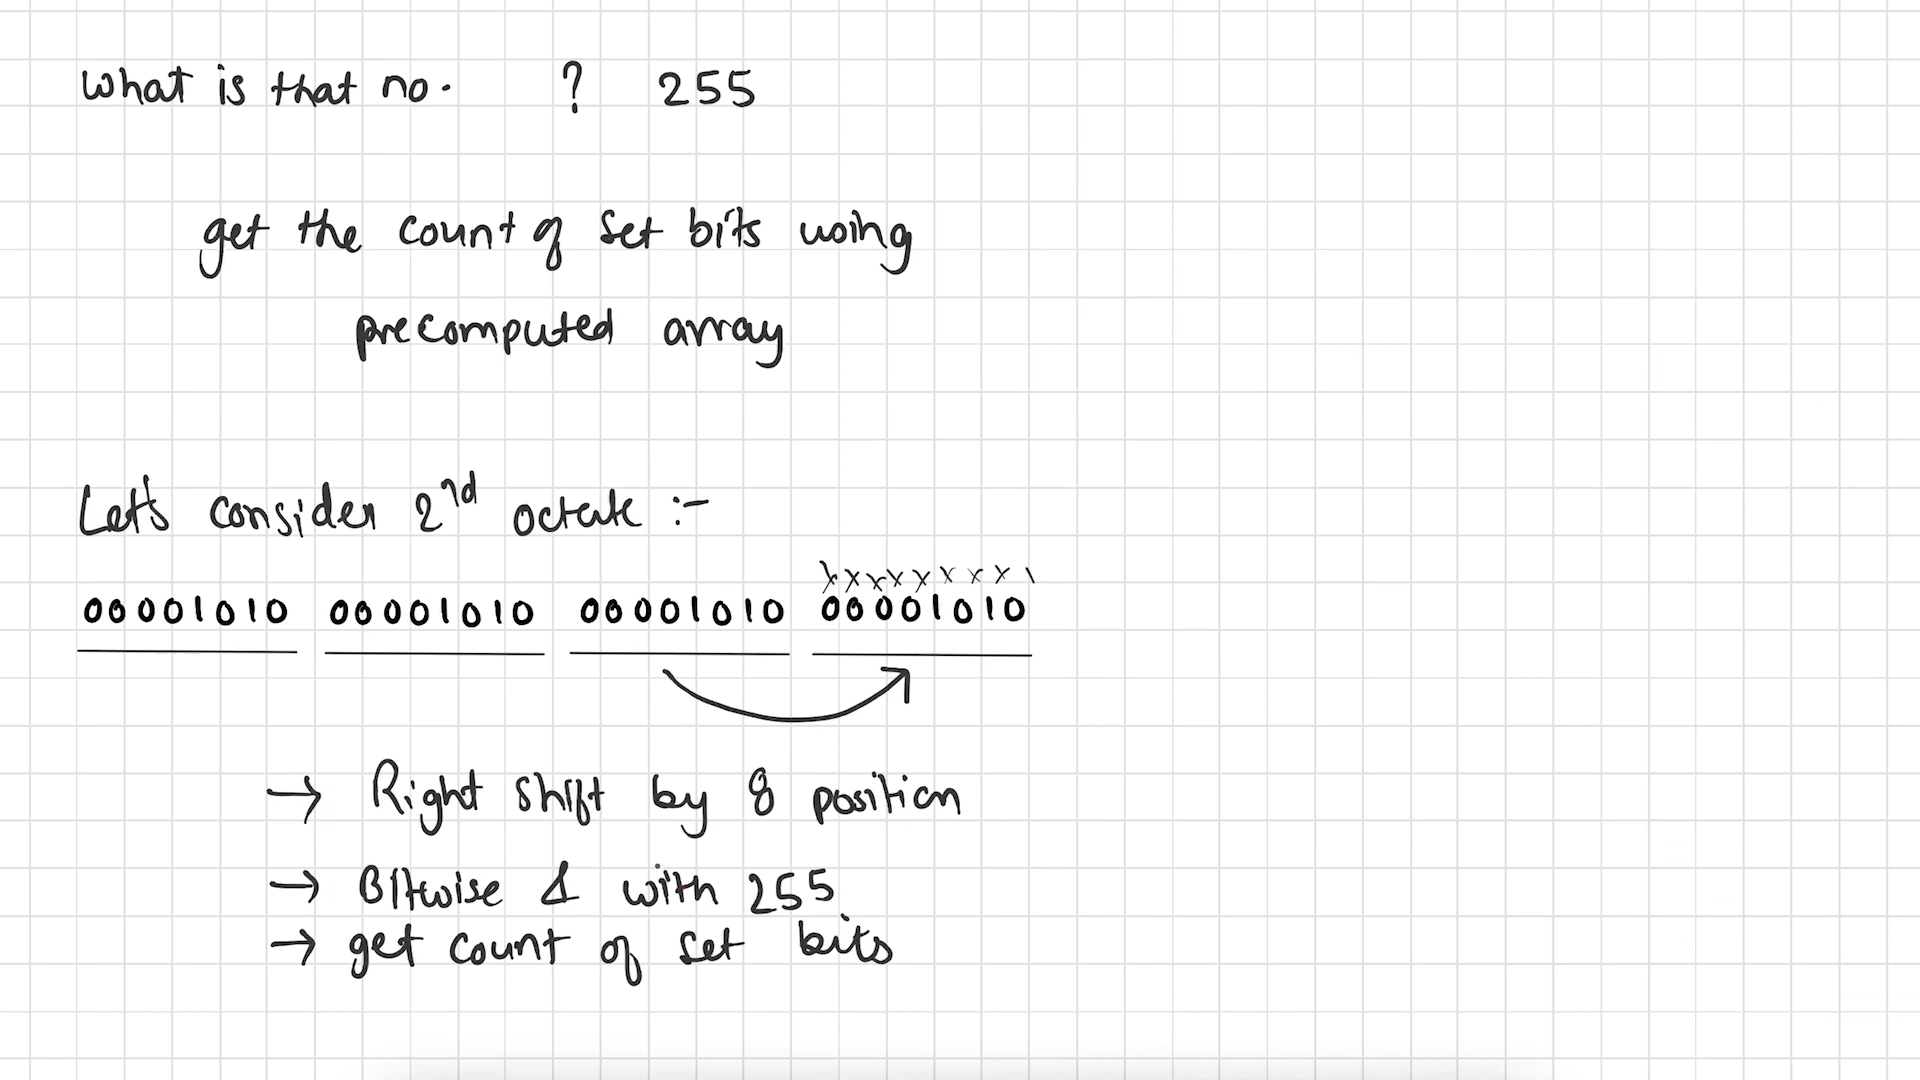 What is that no. ? 255
get the count of set bits using
precomputed array
Let's consider 2nd octate :-
x x x x x x x x \
00001010 00001010 00001010 00001010
→ Right shift by 8 position
→ Bitwise & with 255
→ get count of set bits